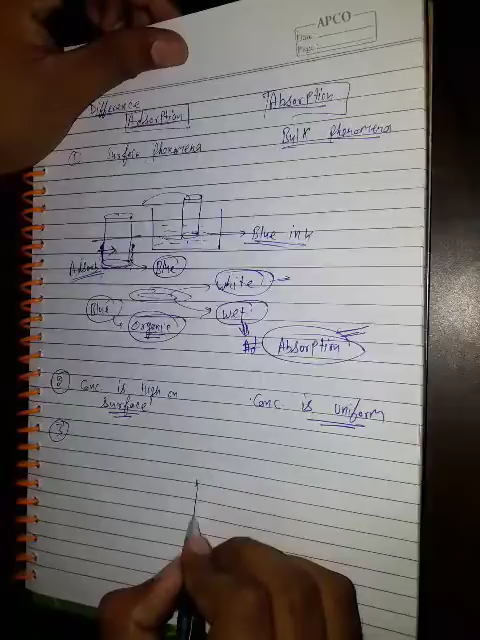 APCO
Date
Page
Difference
Adsorption
Absorption
① Surface phenomena
Bulk phenomena
Blue ink
Blue
White
Blue
Organic
Wet
Absorption
② Conc. is High on surface
Conc. is uniform
③